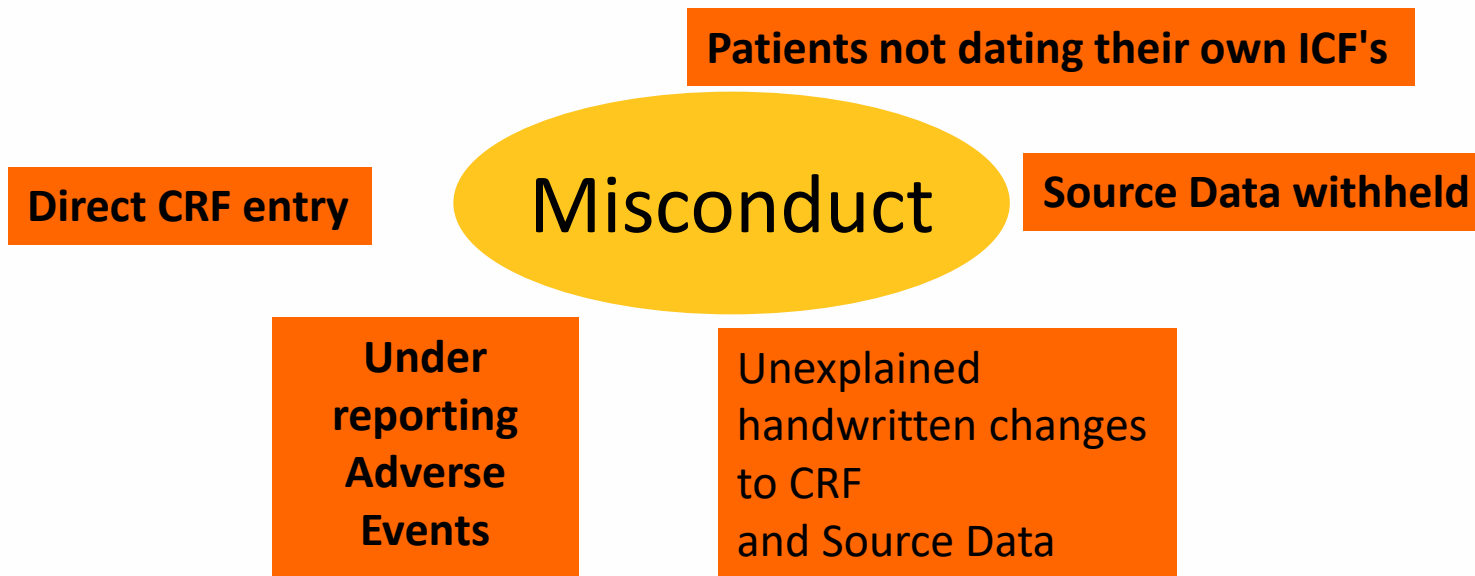 Patients not dating their own ICF's
Direct CRF entry
Misconduct
Source Data withheld
Under
reporting
Adverse
Events
Unexplained
handwritten changes
to CRF
and Source Data